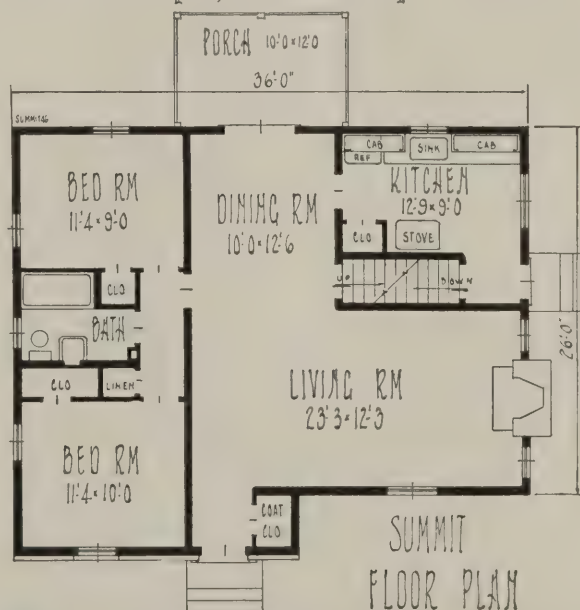 PORCH 10'·0×12'0
36'·0"
SUMMIT46
BED RM
11'·4×9'·0
DINING RM
10'·0×12'·6
CAB
REF
SINK
CAB
KITCHEN
12'·9×9'·0
CLO
STOVE
UP
DOWN
CLO
BATH
CLO
LINEN
26'·0"
LIVING RM
23'·3×12'·3
BED RM
11'·4×10'·0
COAT
CLO
SUMMIT
FLOOR PLAN